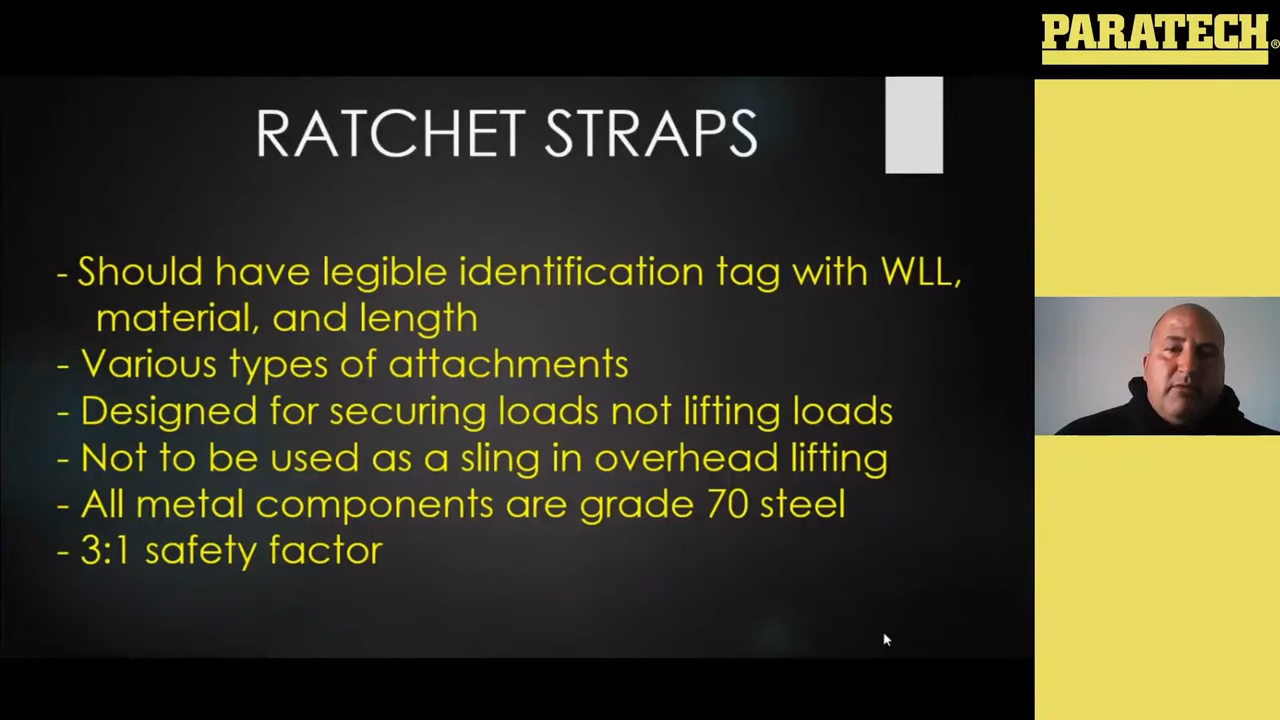 PARATECH®
RATCHET STRAPS
- Should have legible identification tag with WLL,
material, and length
- Various types of attachments
- Designed for securing loads not lifting loads
- Not to be used as a sling in overhead lifting
- All metal components are grade 70 steel
- 3:1 safety factor